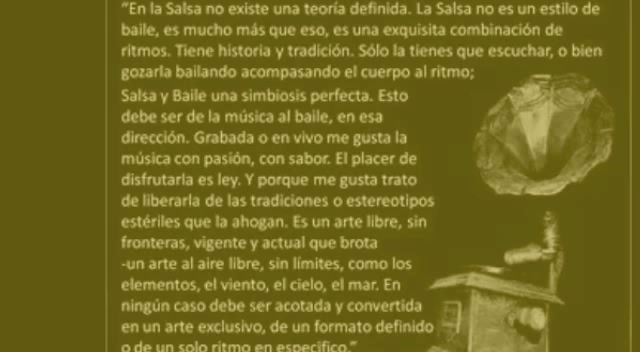 “En la Salsa no existe una teoría definida. La Salsa no es un estilo de
baile, es mucho más que eso, es una exquisita combinación de
ritmos. Tiene historia y tradición. Sólo la tienes que escuchar, o bien
gozarla bailando acompasando el cuerpo al ritmo;
Salsa y Baile una simbiosis perfecta. Esto
debe ser de la música al baile, en esa
dirección. Grabada o en vivo me gusta la
música con pasión, con sabor. El placer de
disfrutarla es ley. Y porque me gusta trato
de liberarla de las tradiciones o estereotipos
estériles que la ahogan. Es un arte libre, sin
fronteras, vigente y actual que brota
-un arte al aire libre, sin límites, como los
elementos, el viento, el cielo, el mar. En
ningún caso debe ser acotada y convertida
en un arte exclusivo, de un formato definido
o de un solo ritmo en específico.”